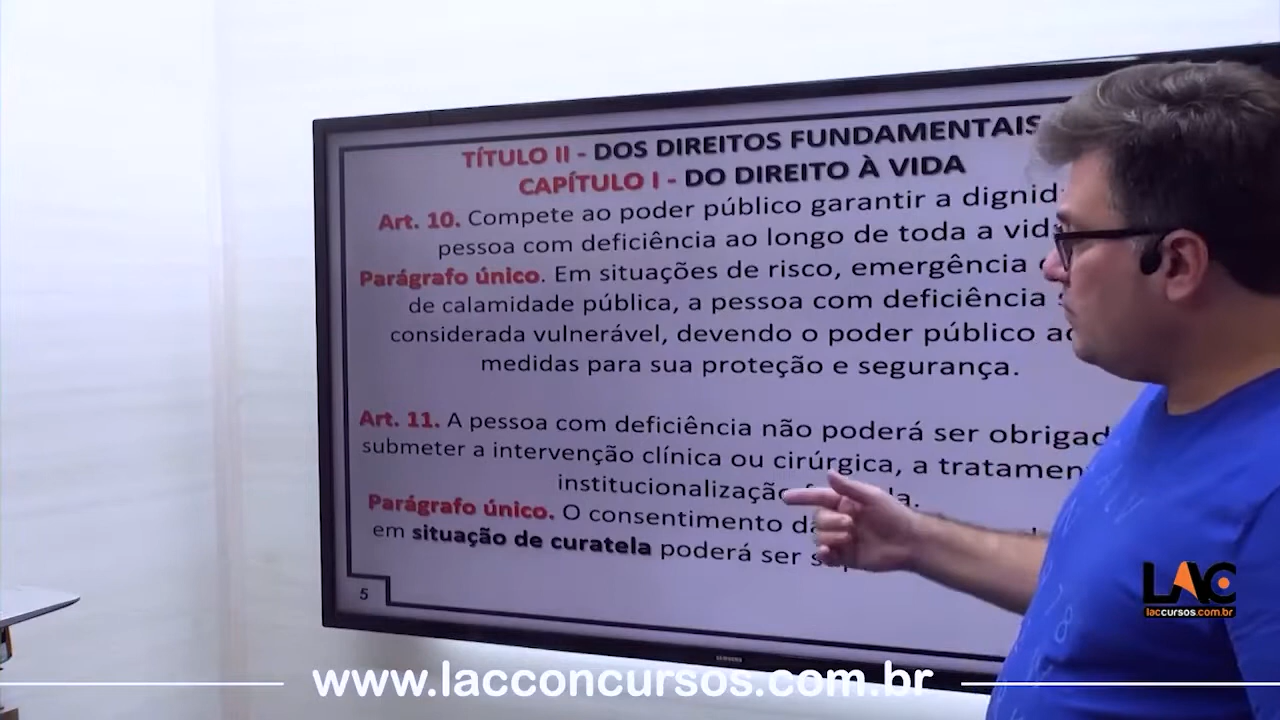 TÍTULO II - DOS DIREITOS FUNDAMENTAIS
CAPÍTULO I - DO DIREITO À VIDA
Art. 10. Compete ao poder público garantir a dignid
pessoa com deficiência ao longo de toda a vid
Parágrafo único. Em situações de risco, emergência
de calamidade pública, a pessoa com deficiência
considerada vulnerável, devendo o poder público
medidas para sua proteção e segurança.
Art. 11. A pessoa com deficiência não poderá ser obrigad
submeter a intervenção clínica ou cirúrgica, a tratamen
institucionalização
Parágrafo único. O consentimento
em situação de curatela poderá ser
5
SAMSUNG
LAC
laccursos.com.br
www.lacconcursos.com.br